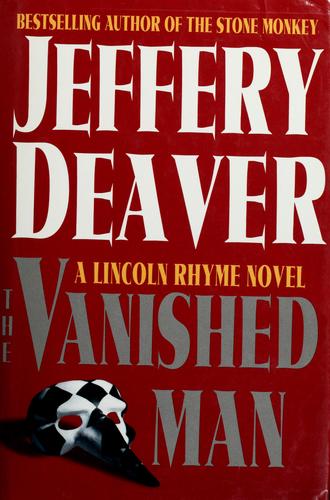 BESTSELLING AUTHOR OF THE STONE MONKEY
JEFFERY
DEAVER
A LINCOLN RHYME NOVEL
THE
VANISHED
MAN